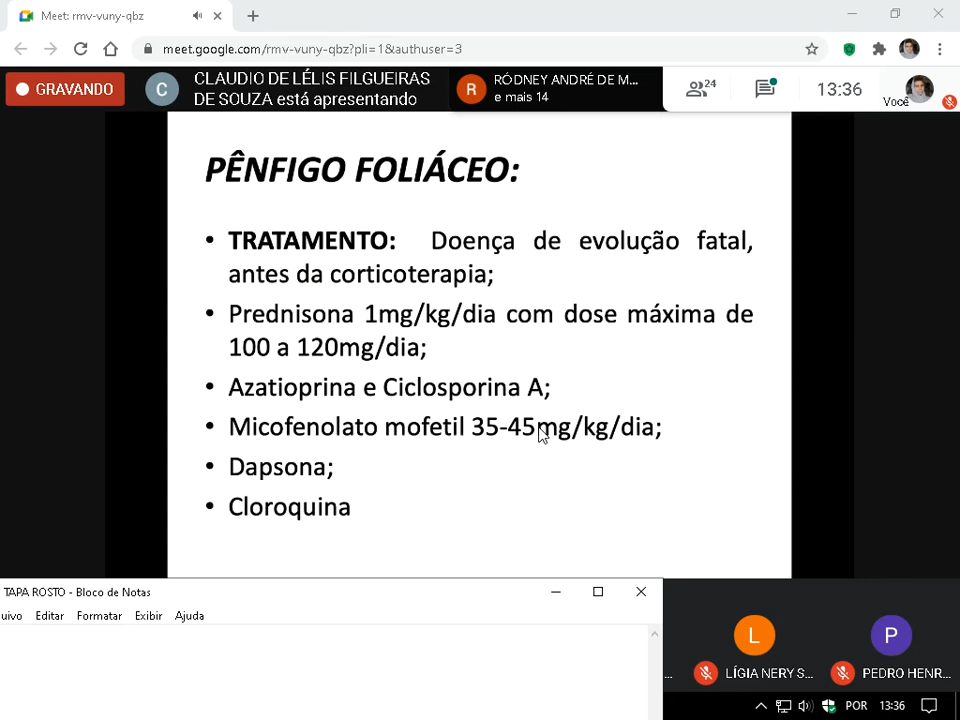 Meet: rmv-vuny-qbz
meet.google.com/rmv-vuny-qbz?pli=1&authuser=3
GRAVANDO
C
CLAUDIO DE LÉLIS FILGUEIRAS
DE SOUZA está apresentando
R
RÓDNEY ANDRÉ DE M...
e mais 14
24
13:36
Você
PÊNFIGO FOLIÁCEO:
• TRATAMENTO: Doença de evolução fatal,
antes da corticoterapia;
• Prednisona 1mg/kg/dia com dose máxima de
100 a 120mg/dia;
• Azatioprina e Ciclosporina A;
• Micofenolato mofetil 35-45mg/kg/dia;
• Dapsona;
• Cloroquina
TAPA ROSTO - Bloco de Notas
uivo Editar Formatar Exibir Ajuda
L
P
... LÍGIA NERY S... PEDRO HENR...
POR 13:36